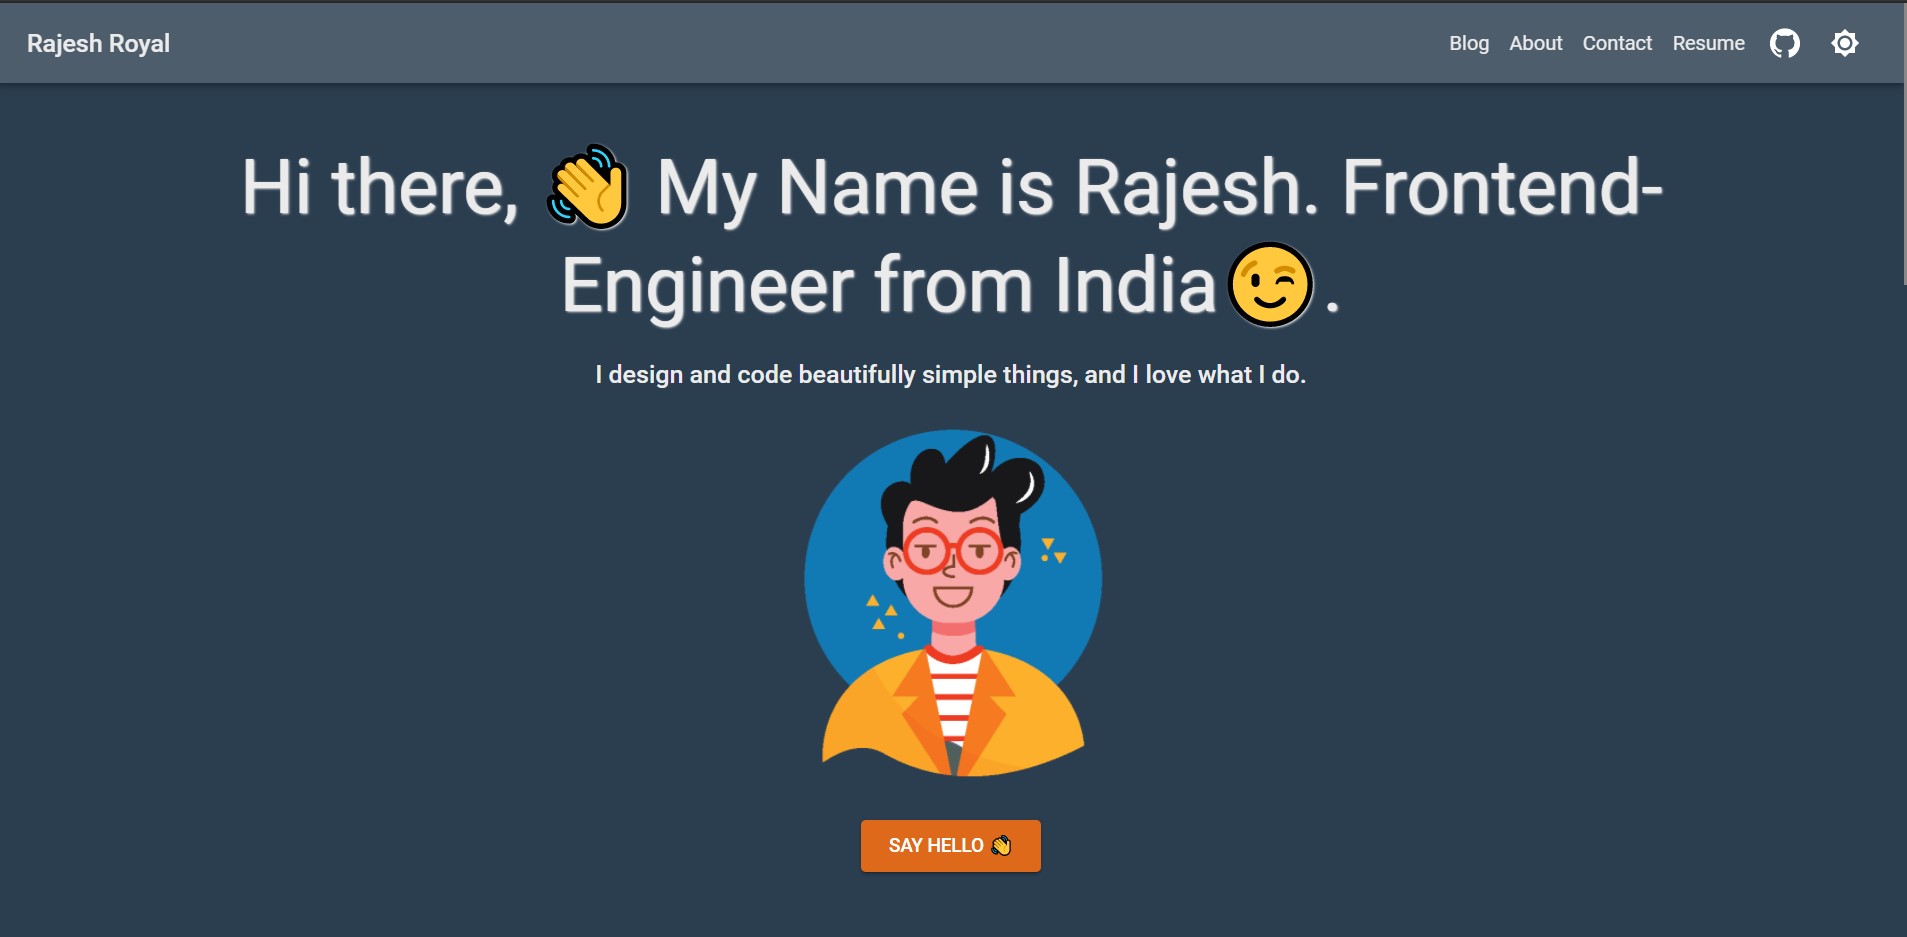 Rajesh Royal
Blog About Contact Resume
Hi there, 👋 My Name is Rajesh. Frontend-
Engineer from India😉.
I design and code beautifully simple things, and I love what I do.
SAY HELLO 👋